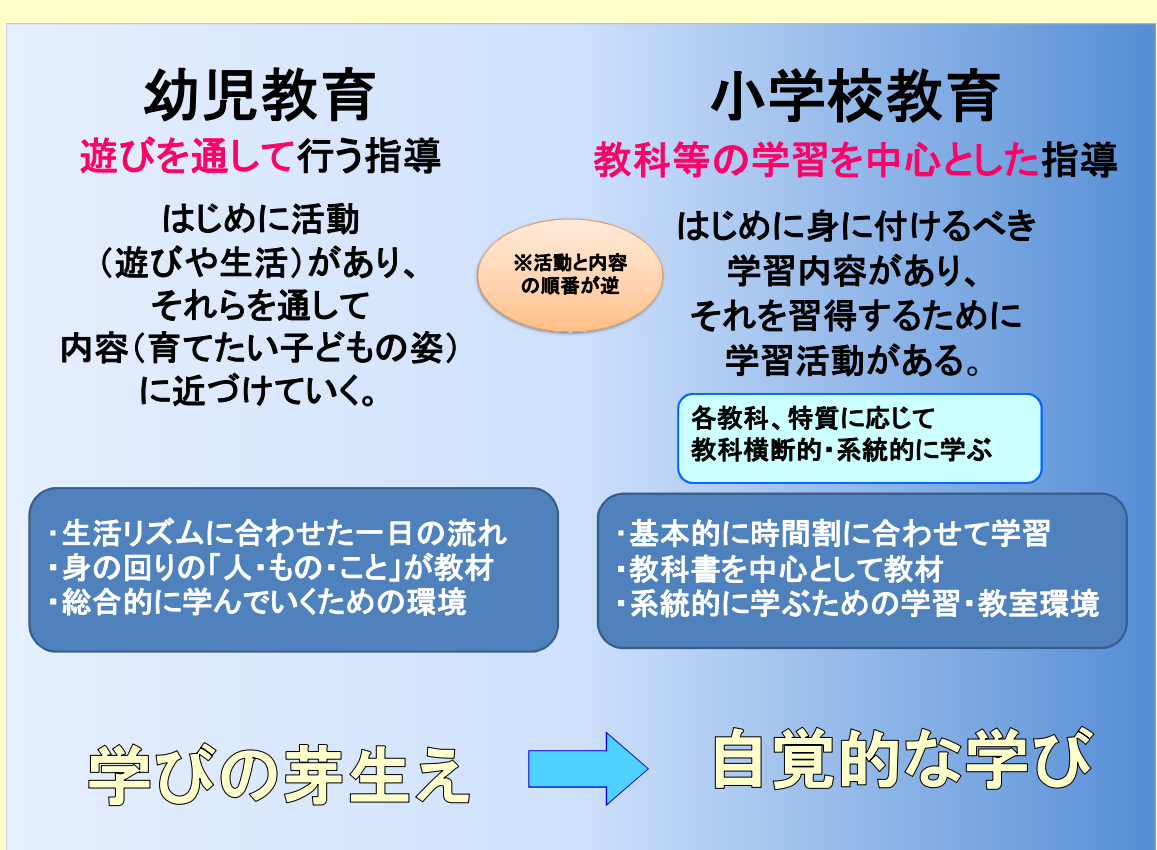 幼児教育
遊びを通して行う指導
はじめに活動
(遊びや生活)があり、
それらを通して
内容(育てたい子どもの姿)
に近づけていく。
※活動と内容
の順番が逆
小学校教育
教科等の学習を中心とした指導
はじめに身に付けるべき
学習内容があり、
それを習得するために
学習活動がある。
各教科、特質に応じて
教科横断的・系統的に学ぶ
・生活リズムに合わせた一日の流れ
・身の回りの「人・もの・こと」が教材
・総合的に学んでいくための環境
・基本的に時間割に合わせて学習
・教科書を中心として教材
・系統的に学ぶための学習・教室環境
学びの芽生え
自覚的な学び